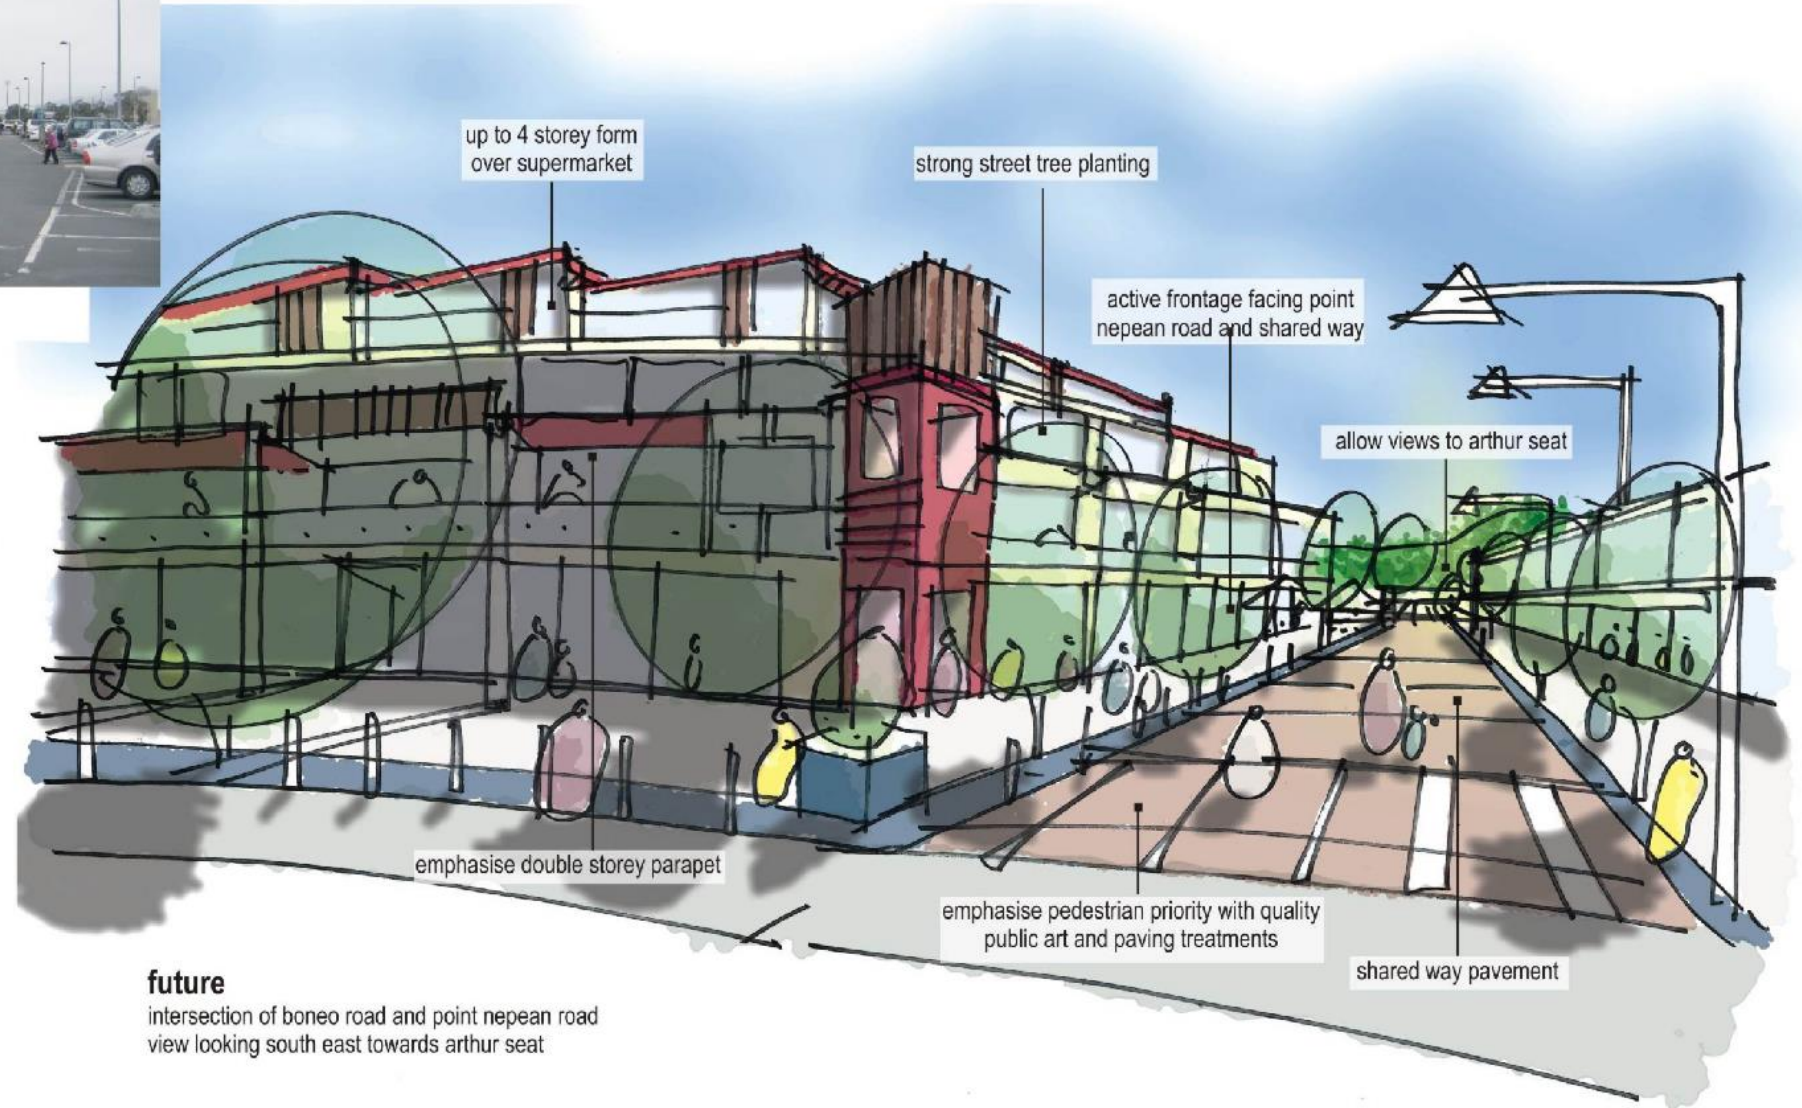 up to 4 storey form
over supermarket
strong street tree planting
active frontage facing point
nepean road and shared way
allow views to arthur seat
emphasise double storey parapet
emphasise pedestrian priority with quality
public art and paving treatments
shared way pavement
future
intersection of boneo road and point nepean road
view looking south east towards arthur seat